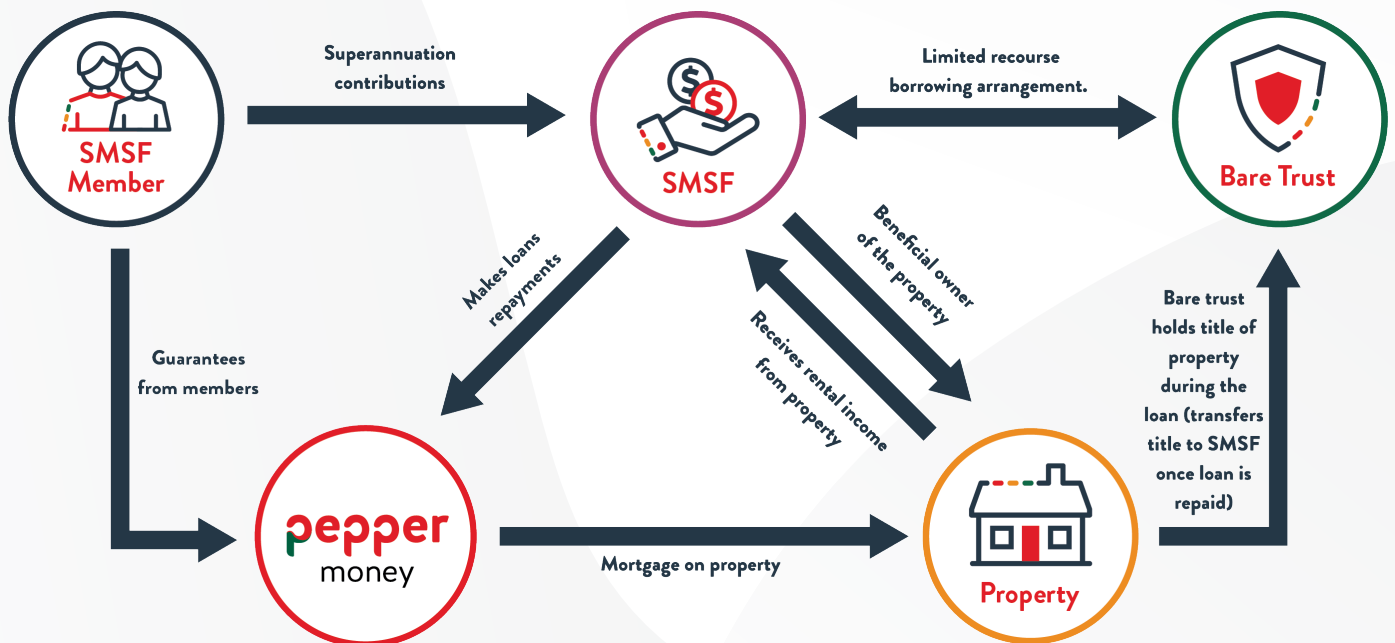 SMSF
Member
Superannuation
contributions
SMSF
Limited recourse
borrowing arrangement.
Bare Trust
Makes loans
repayments
Beneficial owner
of the property
Receives rental income
from property
Guarantees
from members
Bare trust
holds title of
property
during the
loan (transfers
title to SMSF
once loan is
repaid)
pepper
money
Mortgage on property
Property